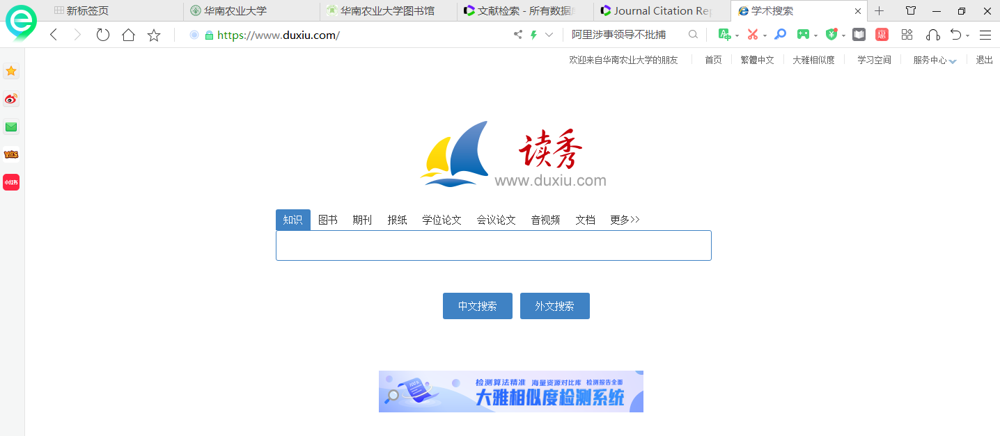 新标签页
华南农业大学
华南农业大学图书馆
文献检索 - 所有数据
Journal Citation Re
学术搜索
https://www.duxiu.com/
阿里涉事领导不批捕
欢迎来自华南农业大学的朋友 首页 繁體中文 大雅相似度 学习空间 服务中心 退出
小红书
读秀
www.duxiu.com
知识 图书 期刊 报纸 学位论文 会议论文 音视频 文档 更多>>
中文搜索 外文搜索
检测算法精准 海量资源对比库 检测报告全面
大雅相似度检测系统